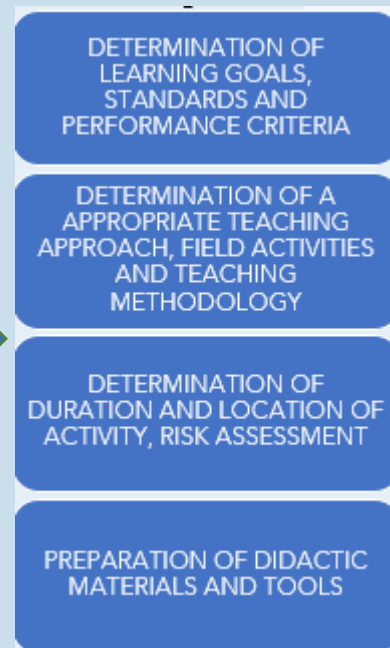 DETERMINATION OF
LEARNING GOALS,
STANDARDS AND
PERFORMANCE CRITERIA
DETERMINATION OF A
APPROPRIATE TEACHING
APPROACH, FIELD ACTIVITIES
AND TEACHING
METHODOLOGY
DETERMINATION OF
DURATION AND LOCATION OF
ACTIVITY, RISK ASSESSMENT
PREPARATION OF DIDACTIC
MATERIALS AND TOOLS